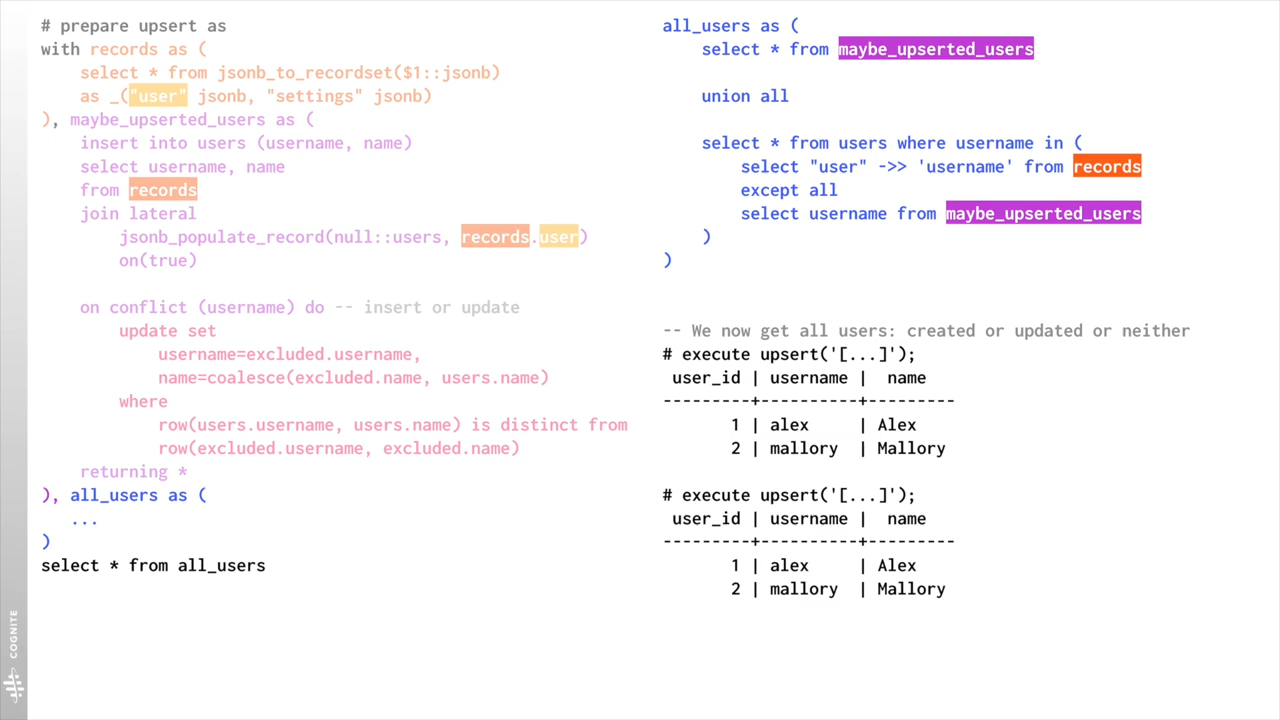 # prepare upsert as
with records as (
    select * from jsonb_to_recordset($1::jsonb)
    as _("user" jsonb, "settings" jsonb)
), maybe_upserted_users as (
    insert into users (username, name)
    select username, name
    from records
    join lateral
        jsonb_populate_record(null::users, records.user)
        on(true)
    on conflict (username) do -- insert or update
        update set
            username=excluded.username,
            name=coalesce(excluded.name, users.name)
        where
            row(users.username, users.name) is distinct from
            row(excluded.username, excluded.name)
    returning *
), all_users as (
   ...
)
select * from all_users
all_users as (
    select * from maybe_upserted_users
    union all
    select * from users where username in (
        select "user" ->> 'username' from records
        except all
        select username from maybe_upserted_users
    )
)
-- We now get all users: created or updated or neither
# execute upsert('[...]');
 user_id | username | name
---------+----------+---------
       1 | alex     | Alex
       2 | mallory  | Mallory
# execute upsert('[...]');
 user_id | username | name
---------+----------+---------
       1 | alex     | Alex
       2 | mallory  | Mallory
COGNITE